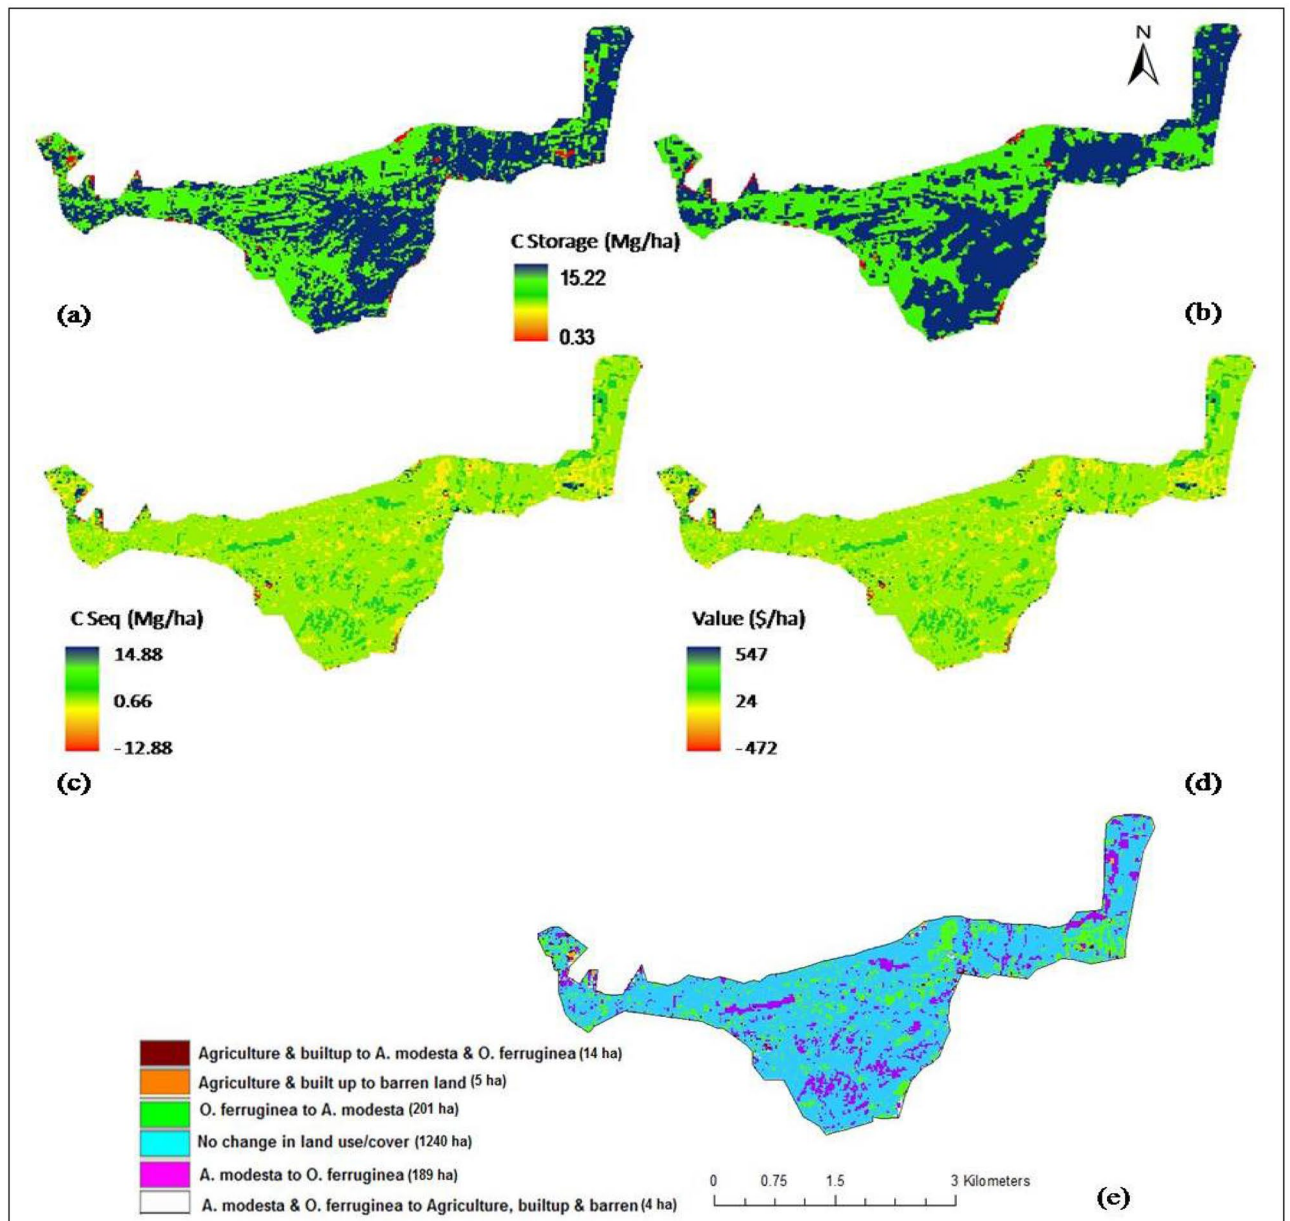 N
C Storage (Mg/ha)
15.22
0.33
(a)
(b)
C Seq (Mg/ha)
14.88
0.66
-12.88
Value ($/ha)
547
24
-472
(c)
(d)
Agriculture & builtup to A. modesta & O. ferruginea (14 ha)
Agriculture & built up to barren land (5 ha)
O. ferruginea to A. modesta (201 ha)
No change in land use/cover (1240 ha)
A. modesta to O. ferruginea (189 ha)
A. modesta & O. ferruginea to Agriculture, builtup & barren (4 ha)
0 0.75 1.5 3 Kilometers
(e)